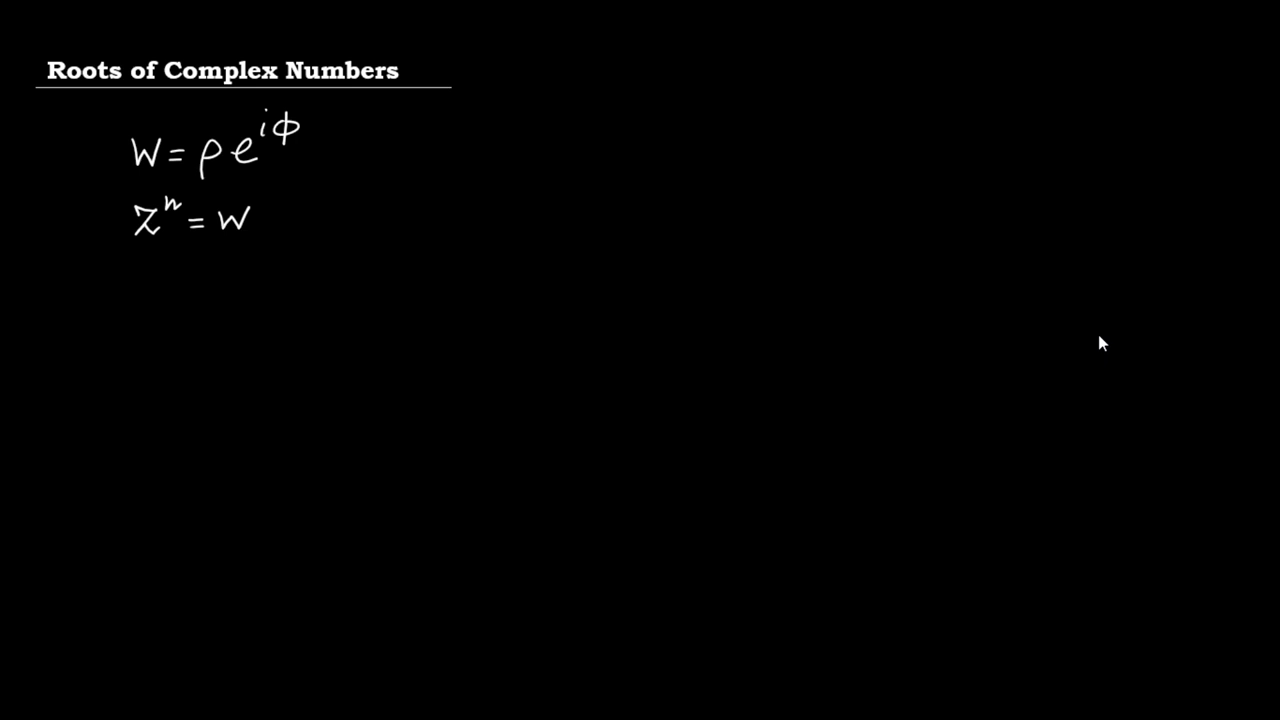 Roots of Complex Numbers
w = ρe^{iϕ}
z^n = w